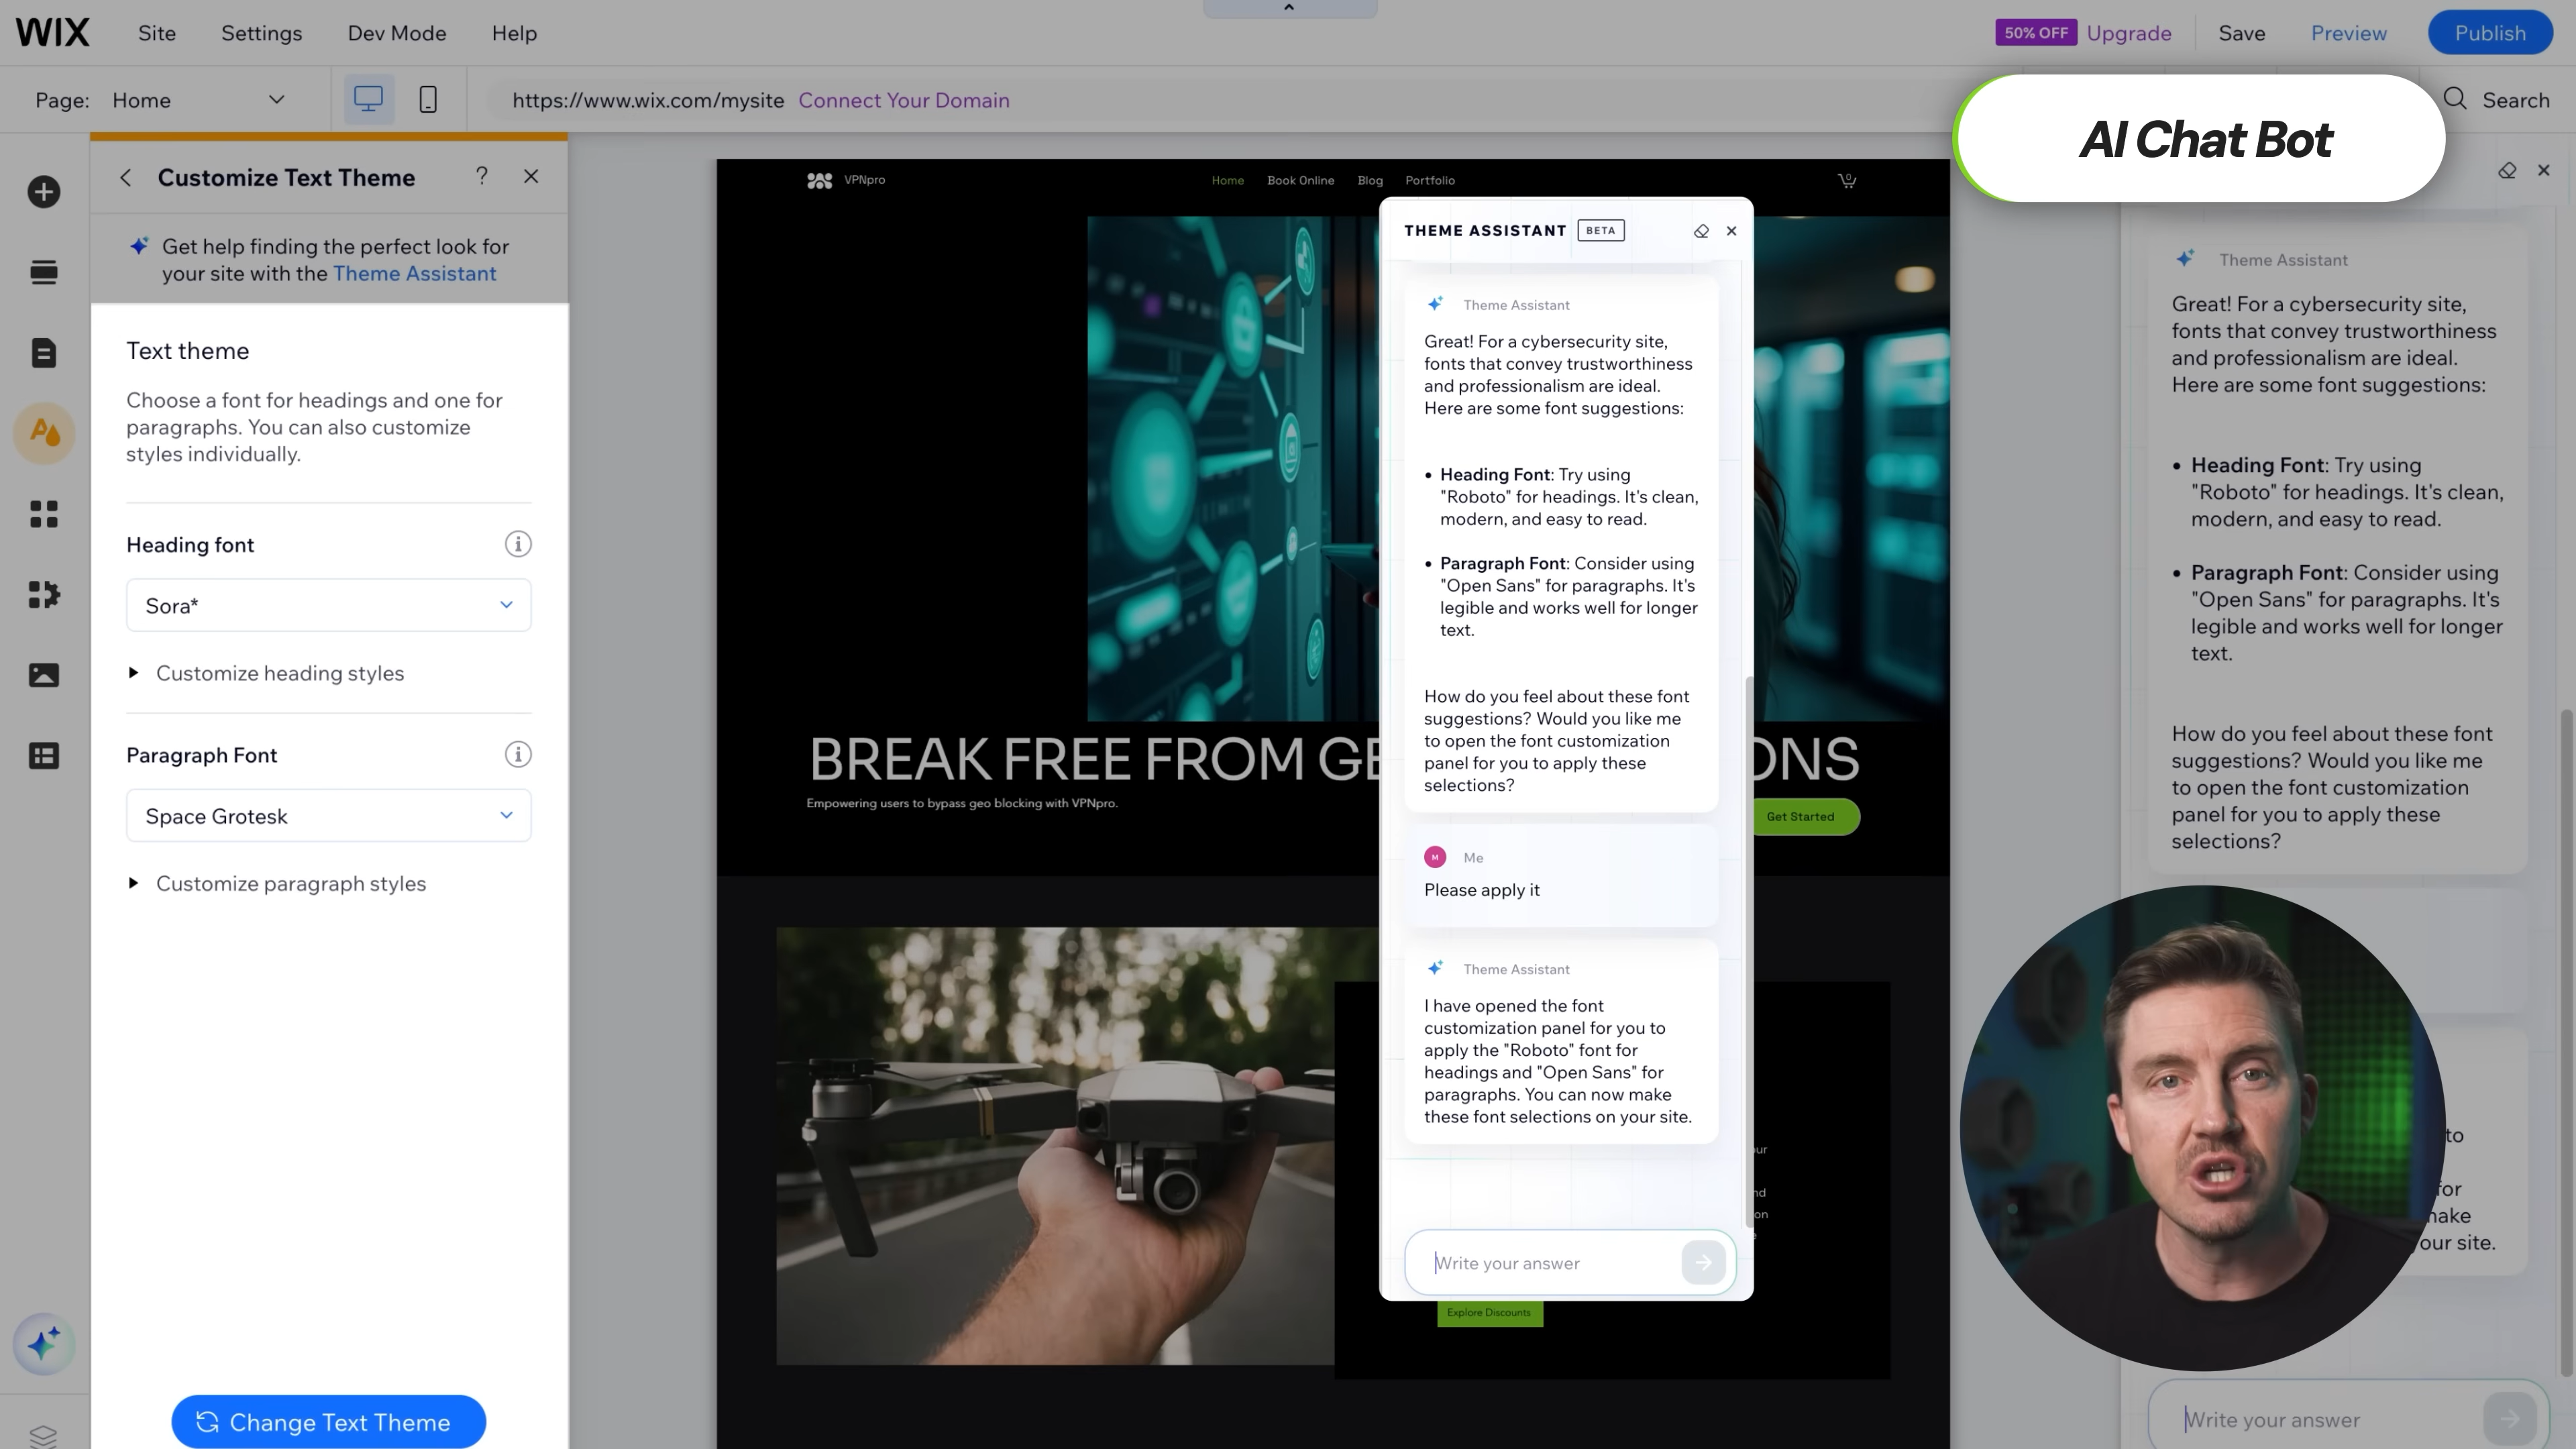 WIX
Site
Settings
Dev Mode
Help
50% OFF
Upgrade
Save
Preview
Publish
Page:
Home
https://www.wix.com/mysite
Connect Your Domain
Search
AI Chat Bot
Customize Text Theme
?
Get help finding the perfect look for
your site with the Theme Assistant
Text theme
Choose a font for headings and one for
paragraphs. You can also customize
styles individually.
Heading font
Sora*
Customize heading styles
Paragraph Font
Space Grotesk
Customize paragraph styles
Change Text Theme
VPNpro
Home
Book Online
Blog
Portfolio
0
BREAK FREE FROM GE
ONS
Empowering users to bypass geo blocking with VPNpro.
Get Started
Explore Discounts
THEME ASSISTANT
BETA
Theme Assistant
Great! For a cybersecurity site,
fonts that convey trustworthiness
and professionalism are ideal.
Here are some font suggestions:
• Heading Font: Try using
"Roboto" for headings. It's clean,
modern, and easy to read.
• Paragraph Font: Consider using
"Open Sans" for paragraphs. It's
legible and works well for longer
text.
How do you feel about these font
suggestions? Would you like me
to open the font customization
panel for you to apply these
selections?
M
Me
Please apply it
Theme Assistant
I have opened the font
customization panel for you to
apply the "Roboto" font for
headings and "Open Sans" for
paragraphs. You can now make
these font selections on your site.
Write your answer
Theme Assistant
Great! For a cybersecurity site,
fonts that convey trustworthiness
and professionalism are ideal.
Here are some font suggestions:
• Heading Font: Try using
"Roboto" for headings. It's clean,
modern, and easy to read.
• Paragraph Font: Consider using
"Open Sans" for paragraphs. It's
legible and works well for longer
text.
How do you feel about these font
suggestions? Would you like me
to open the font customization
panel for you to apply these
selections?
to
for
make
your site.
Write your answer